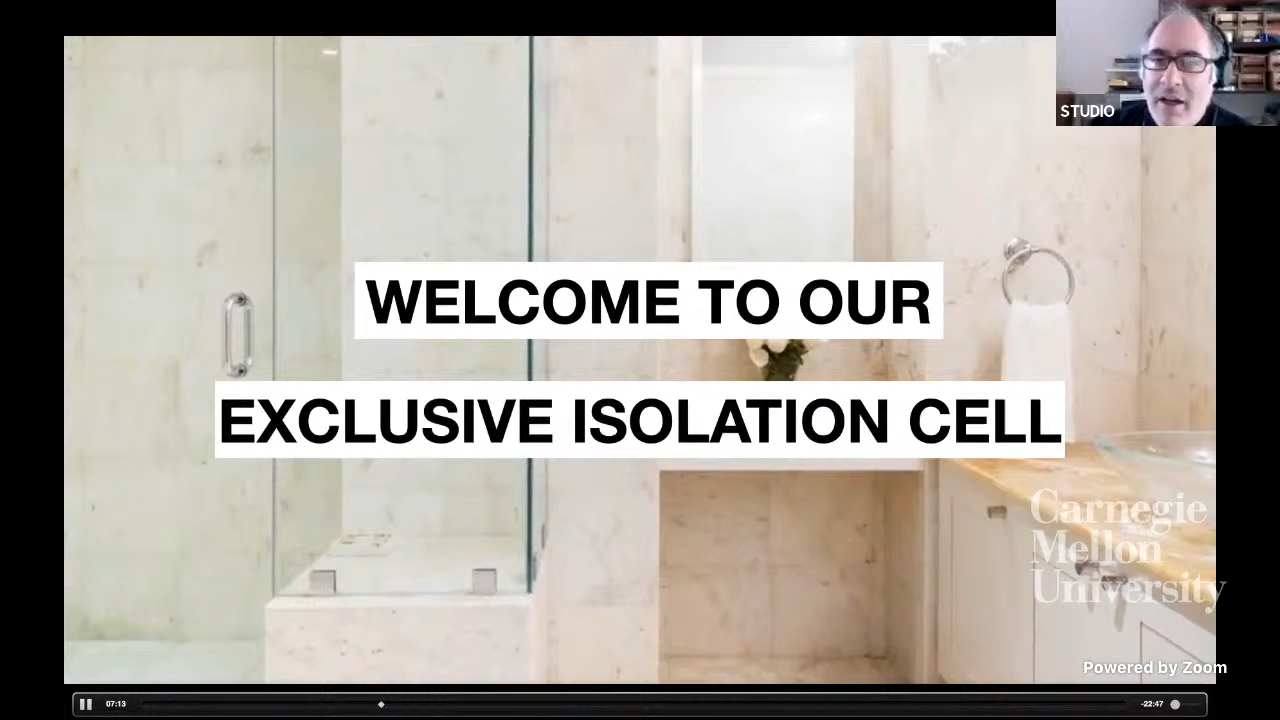 STUDIO
WELCOME TO OUR
EXCLUSIVE ISOLATION CELL
Carnegie
Mellon
University
Powered by Zoom
07:13
-22:47